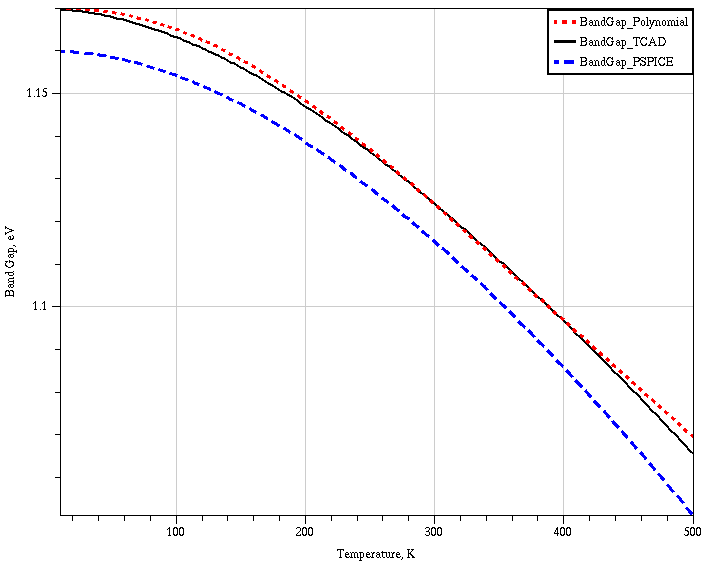 BandGap_Polynomial
BandGap_TCAD
BandGap_PSPICE
1.15
1.1
Band Gap, eV
100 200 300 400 500
Temperature, K